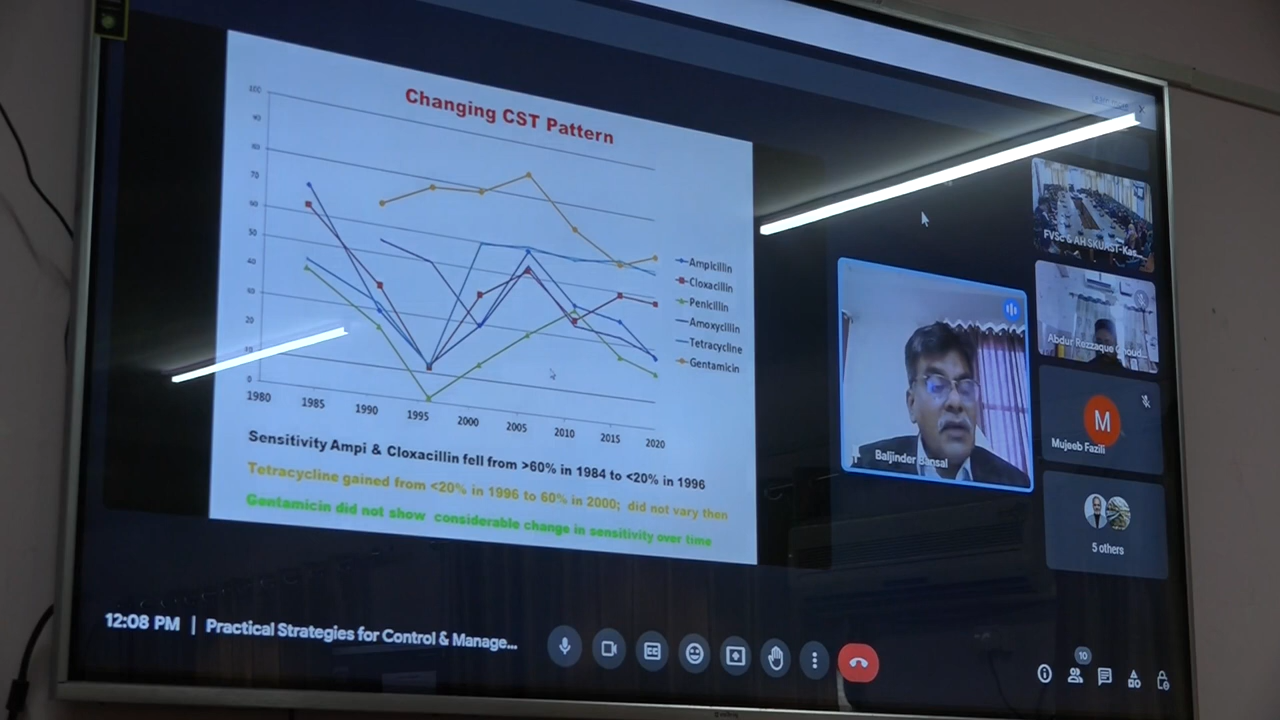 Changing CST Pattern
100
90
80
70
60
50
40
20
10
0
1980 1985 1990 1995 2000 2005 2010 2015 2020
Ampicillin
Cloxacillin
Penicillin
Amoxycillin
Tetracycline
Gentamicin
Sensitivity Ampi & Cloxacillin fell from >60% in 1984 to <20% in 1996
Tetracycline gained from <20% in 1996 to 60% in 2000; did not vary then
Gentamicin did not show considerable change in sensitivity over time
Baljinder Bansal
FVSc & AH SKUAST-Kas...
Abdur Rezzaque Choud...
M
Mujeeb Fazili
5 others
12:08 PM | Practical Strategies for Control & Manage...
CC
10